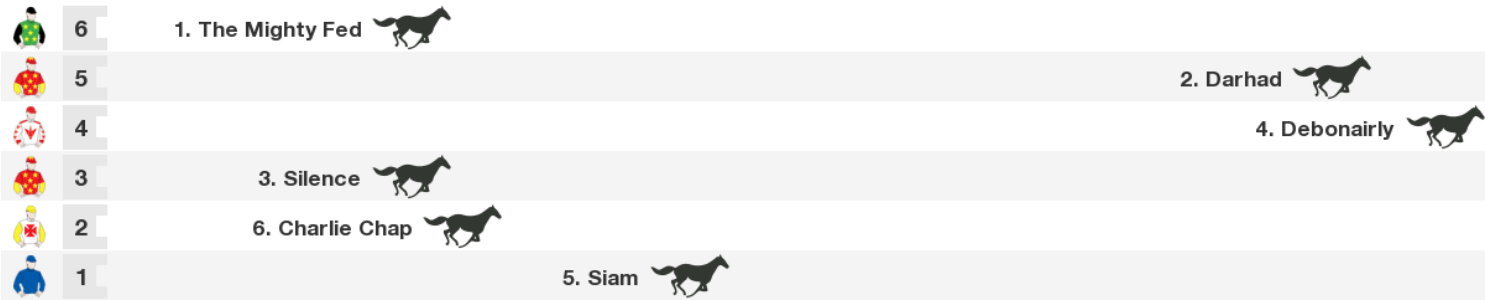 6 1. The Mighty Fed
5 2. Darhad
4 4. Debonairly
3 3. Silence
2 6. Charlie Chap
1 5. Siam